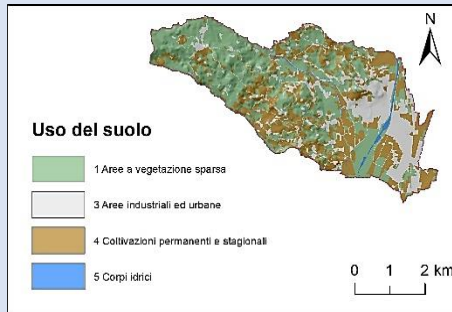 N
Uso del suolo
1 Aree a vegetazione sparsa
3 Aree industriali ed urbane
4 Coltivazioni permanenti e stagionali
5 Corpi idrici
0 1 2 km